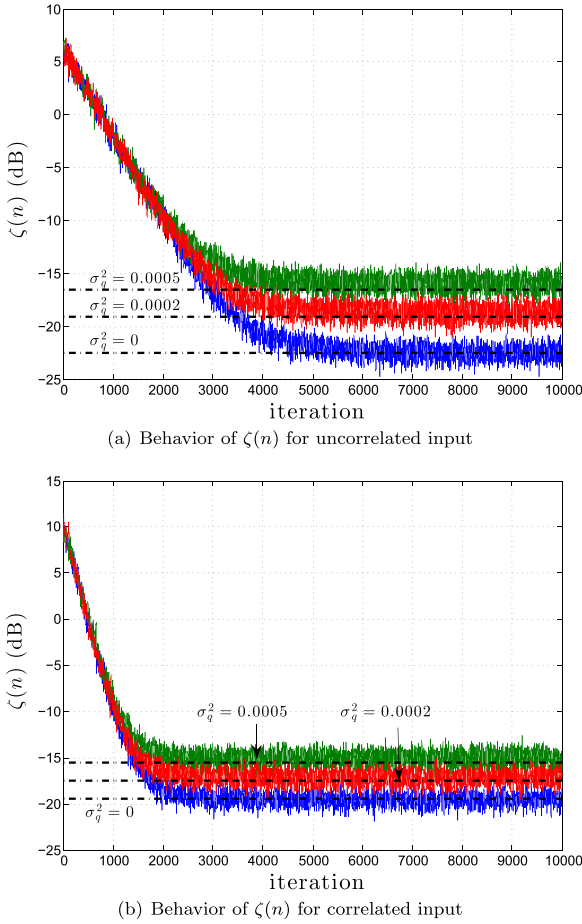 10
5
0
−5
−10
−15
−20
−25
ζ(n) (dB)
σ_q^2 = 0.0005
σ_q^2 = 0.0002
σ_q^2 = 0
0 1000 2000 3000 4000 5000 6000 7000 8000 9000 10000
iteration
(a) Behavior of ζ(n) for uncorrelated input
15
10
5
0
−5
−10
−15
−20
−25
ζ(n) (dB)
σ_q^2 = 0.0005 σ_q^2 = 0.0002
σ_q^2 = 0
0 1000 2000 3000 4000 5000 6000 7000 8000 9000 10000
iteration
(b) Behavior of ζ(n) for correlated input